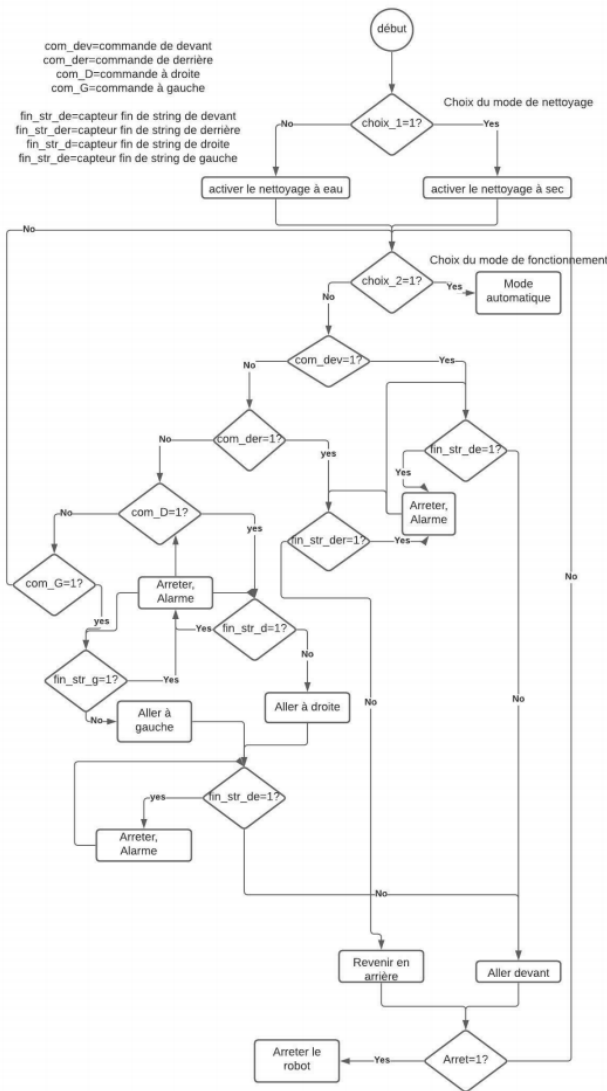 début
com_dev=commande de devant
com_der=commande de derrière
com_D=commande à droite
com_G=commande à gauche
fin_str_de=capteur fin de string de devant
fin_str_der=capteur fin de string de derrière
fin_str_d=capteur fin de string de droite
fin_str_de=capteur fin de string de gauche
Choix du mode de nettoyage
No
choix_1=1?
Yes
activer le nettoyage à eau
activer le nettoyage à sec
No
Choix du mode de fonctionnement
choix_2=1?
Yes
Mode
automatique
No
com_dev=1?
Yes
No
com_der=1?
yes
fin_str_de=1?
No
Yes
Arreter,
Alarme
com_D=1?
yes
fin_str_der=1?
Yes
No
com_G=1?
yes
Arreter,
Alarme
No
Yes
fin_str_d=1?
No
fin_str_g=1?
Yes
No
Aller à
gauche
Aller à droite
No
No
fin_str_de=1?
yes
Arreter,
Alarme
No
Revenir en
arrière
Aller devant
Arreter le
robot
Yes
Arret=1?
No